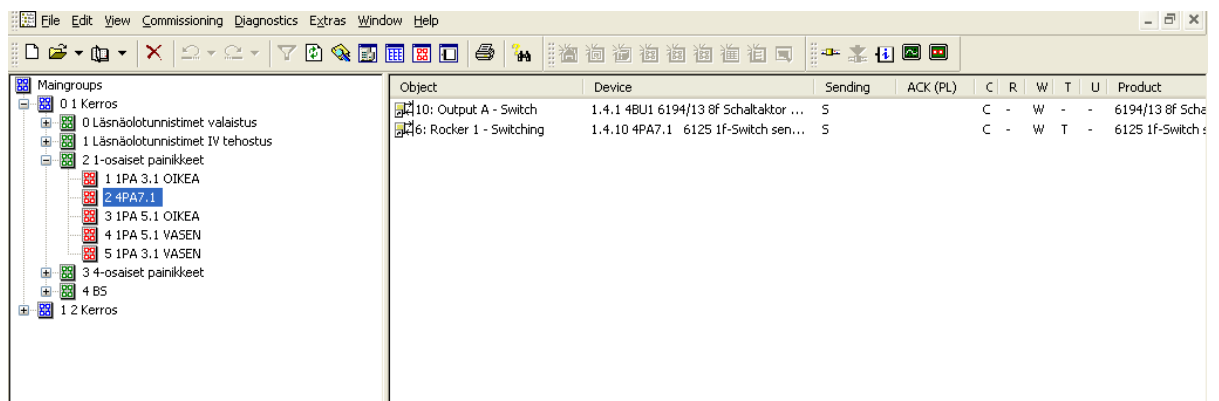 File Edit View Commissioning Diagnostics Extras Window Help
Maingroups
0 1 Kerros
0 Läsnäolotunnistimet valaistus
1 Läsnäolotunnistimet IV tehostus
2 1-osaiset painikkeet
1 1PA 3.1 OIKEA
2 4PA7.1
3 1PA 5.1 OIKEA
4 1PA 5.1 VASEN
5 1PA 3.1 VASEN
3 4-osaiset painikkeet
4 BS
1 2 Kerros
Object Device Sending ACK (PL) C R W T U Product
10: Output A - Switch 1.4.1 4BU1 6194/13 8f Schaltaktor ... S C - W - - 6194/13 8f Scha
6: Rocker 1 - Switching 1.4.10 4PA7.1 6125 1f-Switch sen... S C - W T - 6125 1f-Switch s